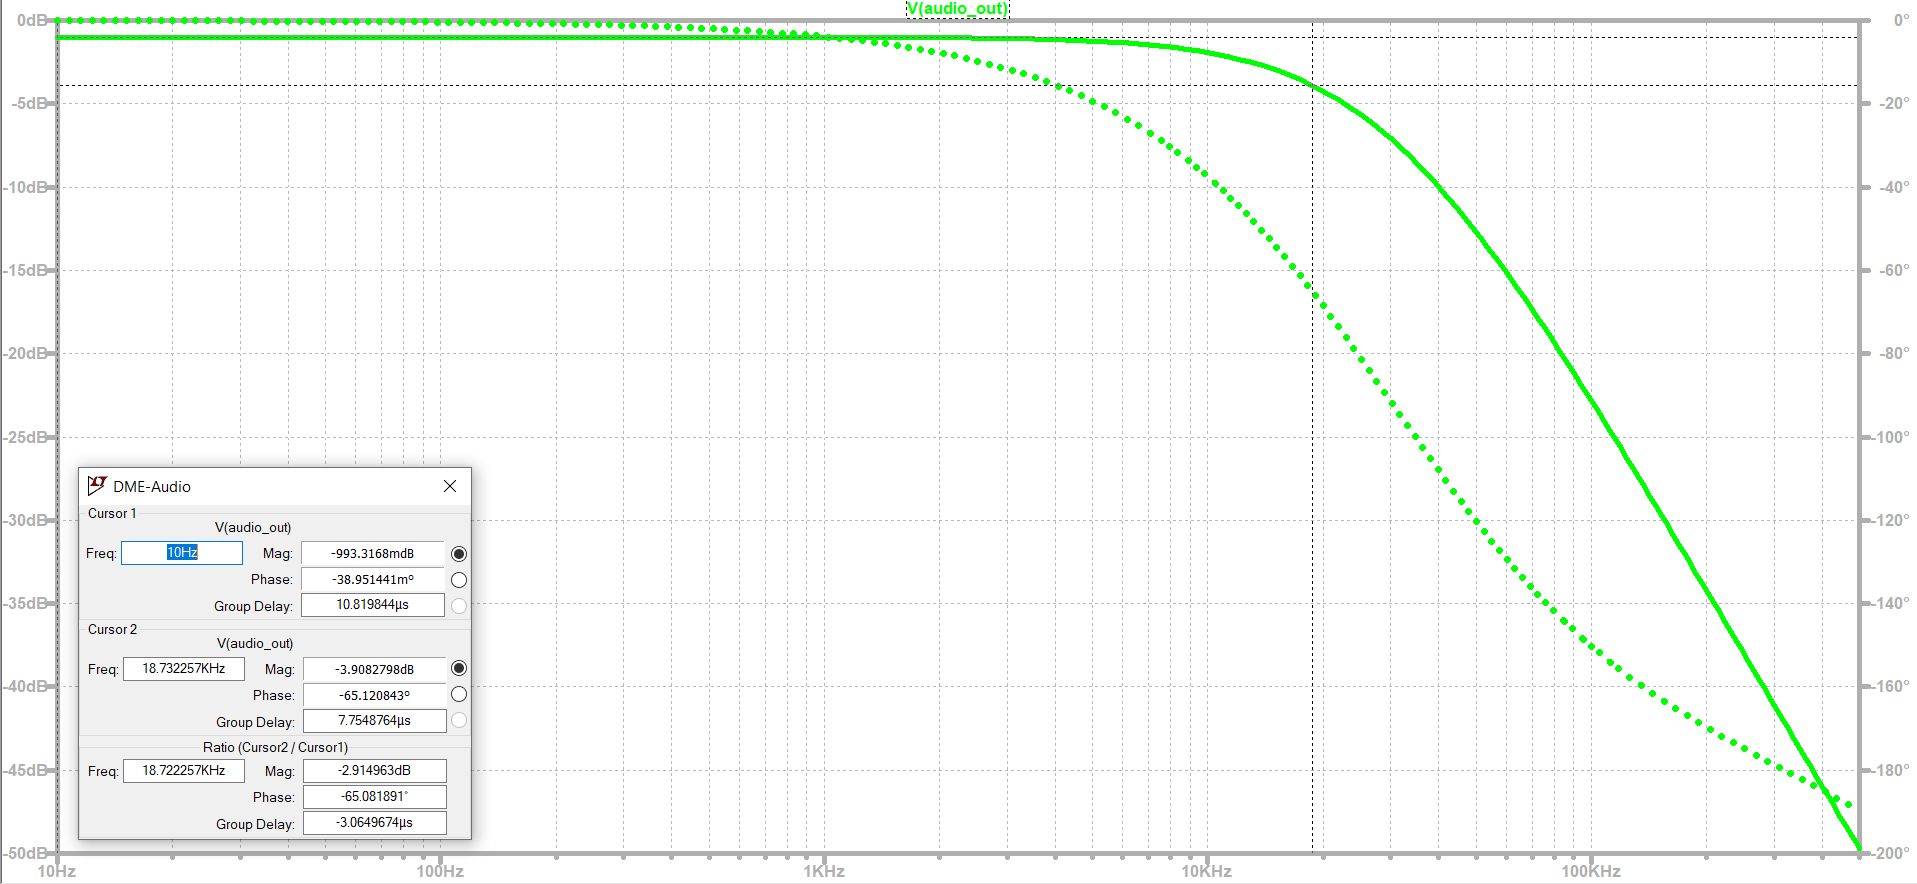 V(audio_out)
0dB
-5dB
-10dB
-15dB
-20dB
-25dB
-30dB
-35dB
-40dB
-45dB
-50dB
0°
-20°
-40°
-60°
-80°
-100°
-120°
-140°
-160°
-180°
-200°
10Hz 100Hz 1KHz 10KHz 100KHz
DME-Audio
Cursor 1
V(audio_out)
Freq: 10Hz Mag: -993.3168mdB
Phase: -38.951441m°
Group Delay: 10.819844µs
Cursor 2
V(audio_out)
Freq: 18.732257KHz Mag: -3.9082798dB
Phase: -65.120843°
Group Delay: 7.7548764µs
Ratio (Cursor2 / Cursor1)
Freq: 18.722257KHz Mag: -2.914963dB
Phase: -65.081891°
Group Delay: -3.0649674µs